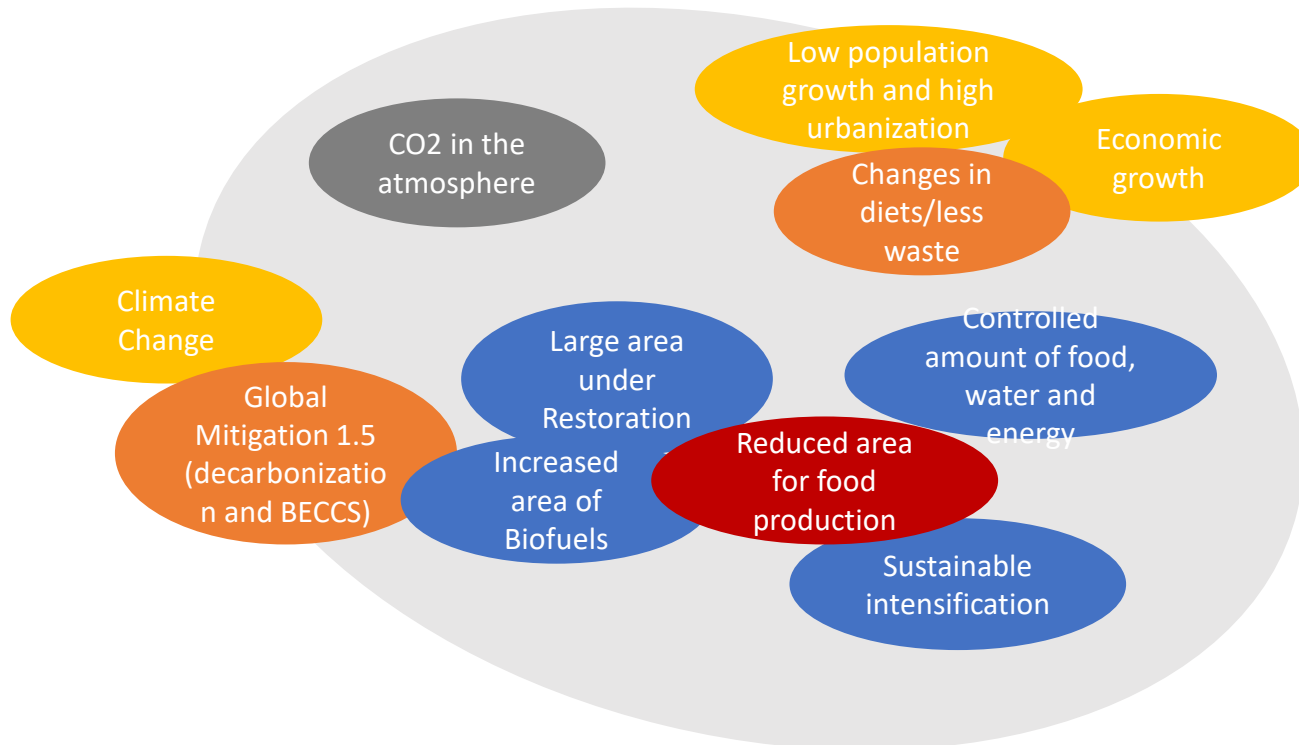 Low population
growth and high
urbanization
Economic
growth
CO2 in the
atmosphere
Changes in
diets/less
waste
Climate
Change
Large area
under
Restoration
Controlled
amount of food,
water and
energy
Global
Mitigation 1.5
(decarbonizatio
n and BECCS)
Increased
area of
Biofuels
Reduced area
for food
production
Sustainable
intensification